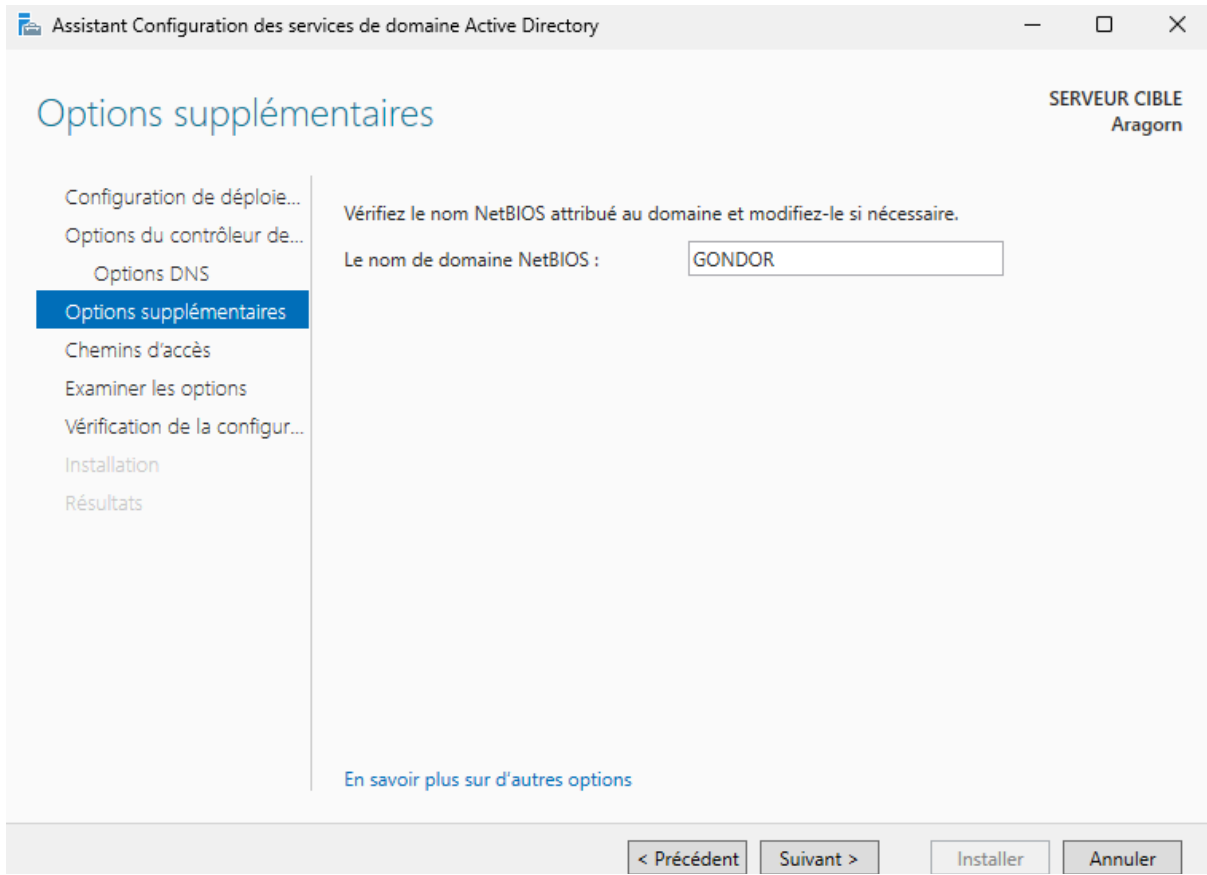 Assistant Configuration des services de domaine Active Directory
Options supplémentaires
SERVEUR CIBLE
Aragorn
Configuration de déploie...
Options du contrôleur de...
Options DNS
Options supplémentaires
Chemins d'accès
Examiner les options
Vérification de la configur...
Installation
Résultats
Vérifiez le nom NetBIOS attribué au domaine et modifiez-le si nécessaire.
Le nom de domaine NetBIOS : GONDOR
En savoir plus sur d'autres options
< Précédent Suivant > Installer Annuler